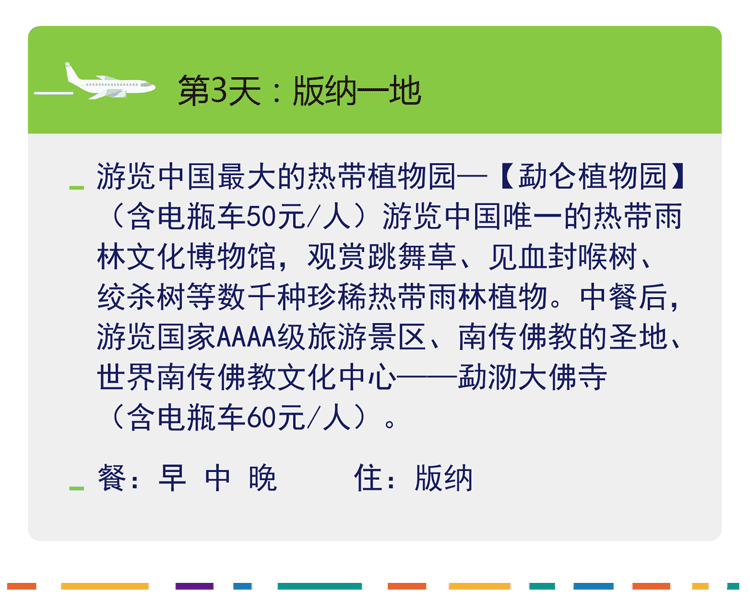 第3天：版纳一地
游览中国最大的热带植物园—【勐仑植物园】
（含电瓶车50元/人）游览中国唯一的热带雨
林文化博物馆，观赏跳舞草、见血封喉树、
绞杀树等数千种珍稀热带雨林植物。中餐后，
游览国家AAAA级旅游景区、南传佛教的圣地、
世界南传佛教文化中心——勐泐大佛寺
（含电瓶车60元/人）。
餐：早 中 晚 住：版纳